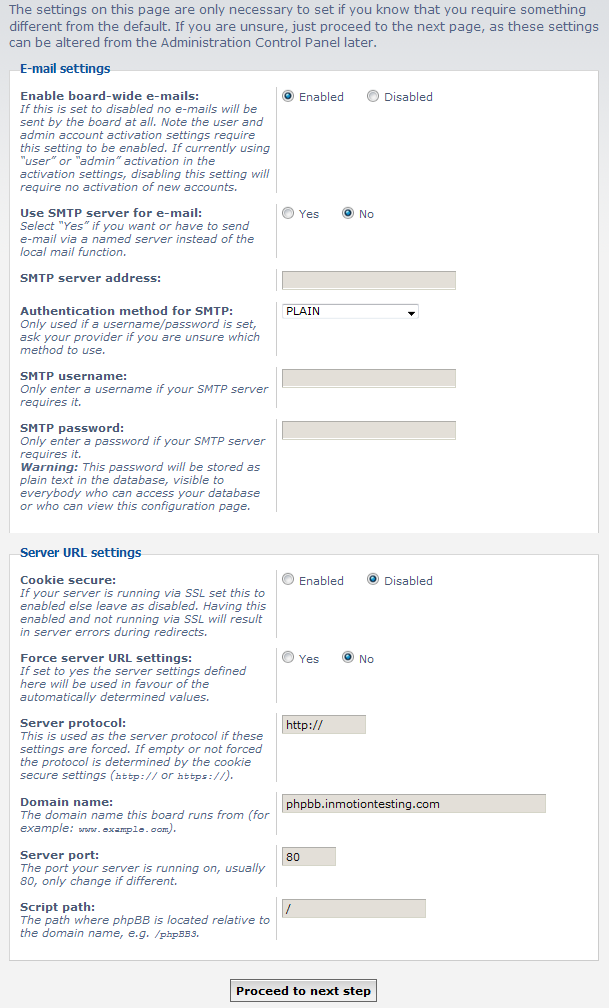 The settings on this page are only necessary to set if you know that you require something
different from the default. If you are unsure, just proceed to the next page, as these settings
can be altered from the Administration Control Panel later.
E-mail settings
Enable board-wide e-mails:
If this is set to disabled no e-mails will be
sent by the board at all. Note the user and
admin account activation settings require
this setting to be enabled. If currently using
“user” or “admin” activation in the
activation settings, disabling this setting will
require no activation of new accounts.
Enabled Disabled
Use SMTP server for e-mail:
Select “Yes” if you want or have to send
e-mail via a named server instead of the
local mail function.
Yes No
SMTP server address:
Authentication method for SMTP:
Only used if a username/password is set,
ask your provider if you are unsure which
method to use.
PLAIN
SMTP username:
Only enter a username if your SMTP server
requires it.
SMTP password:
Only enter a password if your SMTP server
requires it.
Warning: This password will be stored as
plain text in the database, visible to
everybody who can access your database
or who can view this configuration page.
Server URL settings
Cookie secure:
If your server is running via SSL set this to
enabled else leave as disabled. Having this
enabled and not running via SSL will result
in server errors during redirects.
Enabled Disabled
Force server URL settings:
If set to yes the server settings defined
here will be used in favour of the
automatically determined values.
Yes No
Server protocol:
This is used as the server protocol if these
settings are forced. If empty or not forced
the protocol is determined by the cookie
secure settings (http:// or https://).
http://
Domain name:
The domain name this board runs from (for
example: www.example.com).
phpbb.inmotiontesting.com
Server port:
The port your server is running on, usually
80, only change if different.
80
Script path:
The path where phpBB is located relative to
the domain name, e.g. /phpBB3.
/
Proceed to next step